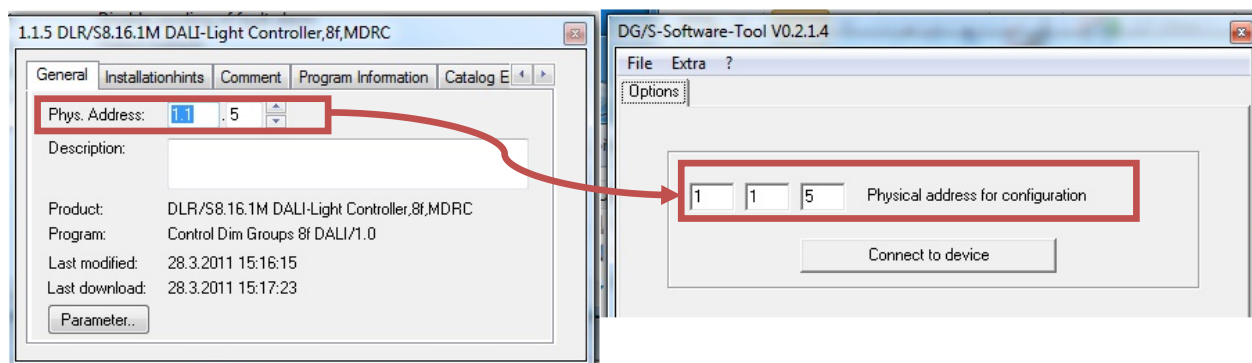 1.1.5 DLR/S8.16.1M DALI-Light Controller,8f,MDRC
General Installationhints Comment Program Information Catalog E
Phys. Address: 1.1 . 5
Description:
Product: DLR/S8.16.1M DALI-Light Controller,8f,MDRC
Program: Control Dim Groups 8f DALI/1.0
Last modified: 28.3.2011 15:16:15
Last download: 28.3.2011 15:17:23
Parameter..
DG/S-Software-Tool V0.2.1.4
File Extra ?
Options
1 1 5 Physical address for configuration
Connect to device